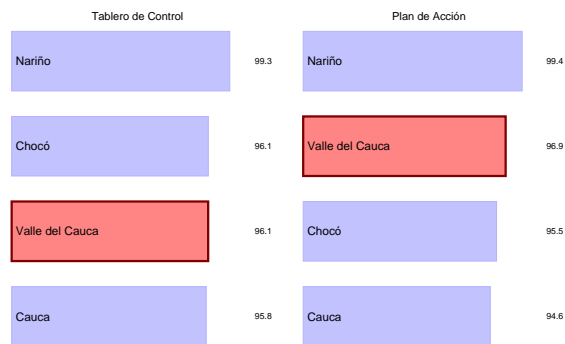 Tablero de Control
Nariño 99.3
Chocó 96.1
Valle del Cauca 96.1
Cauca 95.8
Plan de Acción
Nariño 99.4
Valle del Cauca 96.9
Chocó 95.5
Cauca 94.6